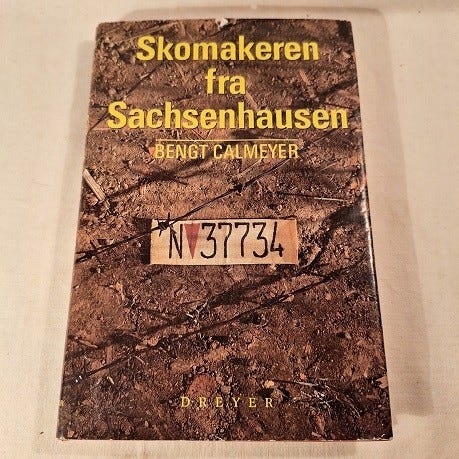 Skomakeren
fra
Sachsenhausen
BENGT CALMEYER
N 37734
DREYER